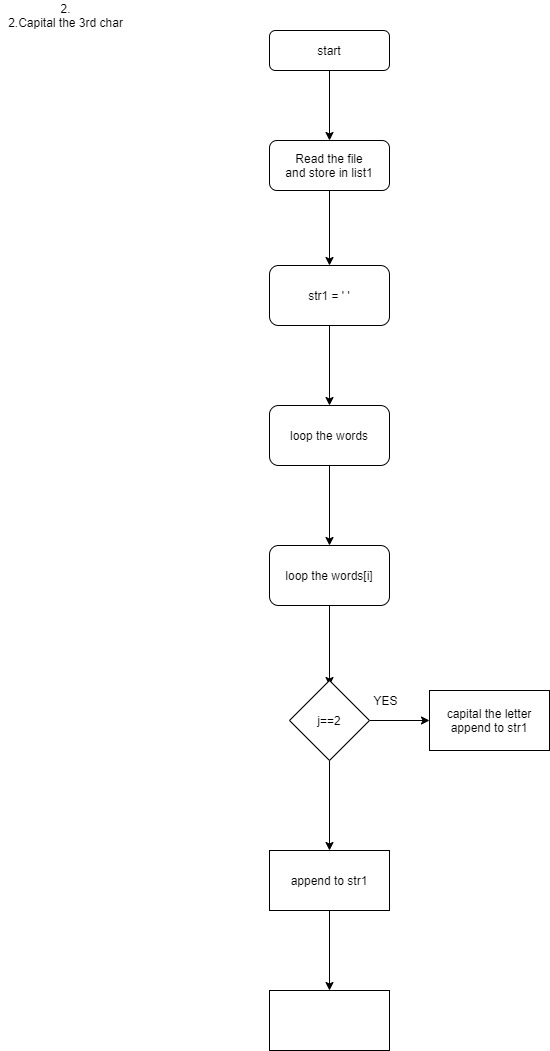 2.
2.Capital the 3rd char
start
Read the file
and store in list1
str1 = ' '
loop the words
loop the words[i]
j==2
YES
capital the letter
append to str1
append to str1